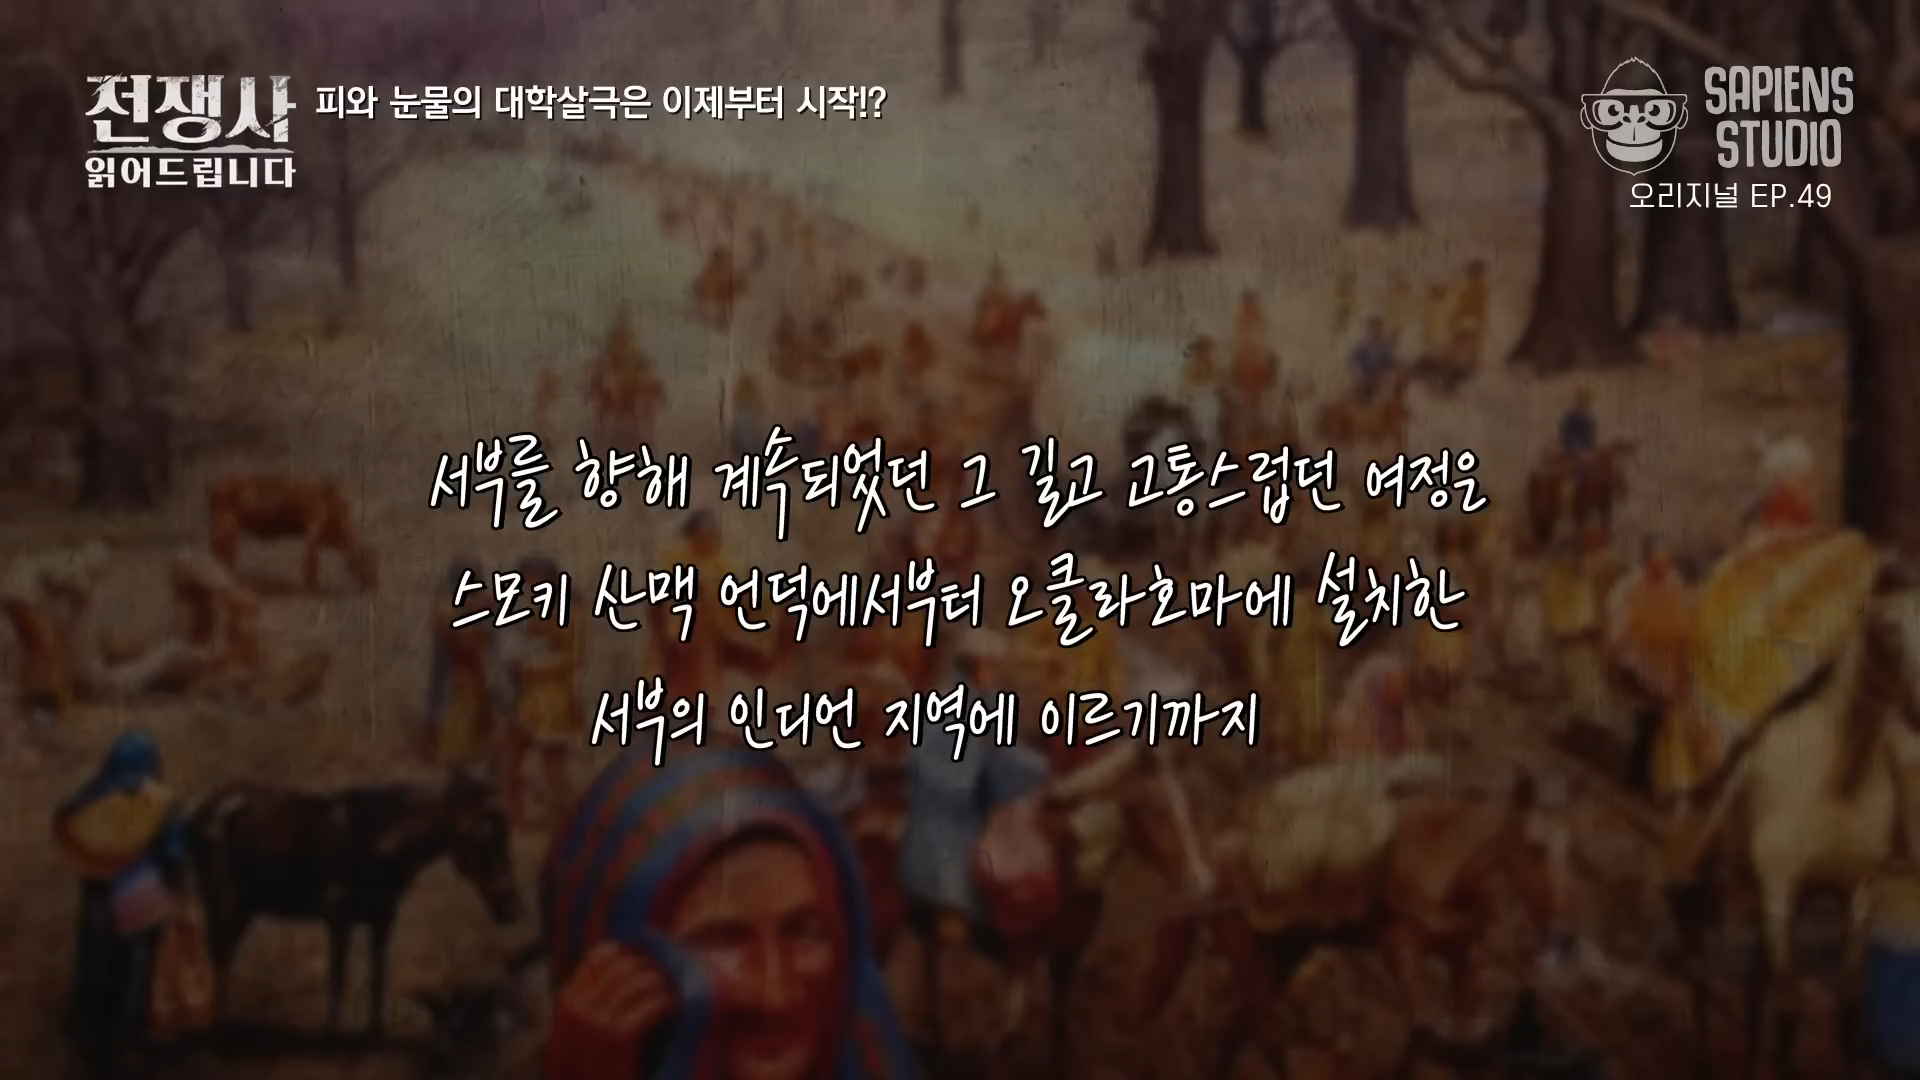 전쟁사
읽어드립니다
피와 눈물의 대학살극은 이제부터 시작!?
SAPIENS
STUDIO
오리지널 EP.49
서부를 향해 계속되었던 그 길고 고통스럽던 여정은
스모키 산맥 언덕에서부터 오클라호마에 설치한
서부의 인디언 지역에 이르기까지